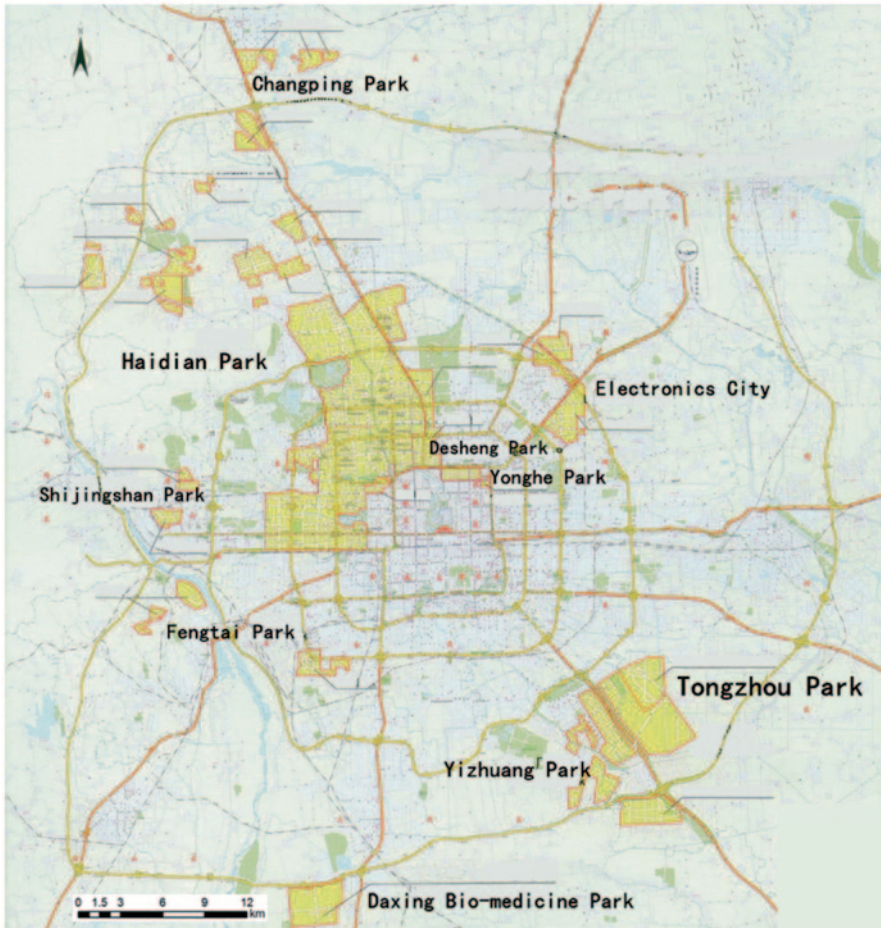 N
Changping Park
Haidian Park
Electronics City
Desheng Park
Yonghe Park
Shijingshan Park
Fengtai Park
Tongzhou Park
Yizhuang Park
Daxing Bio-medicine Park
0 1.5 3 6 9 12
km